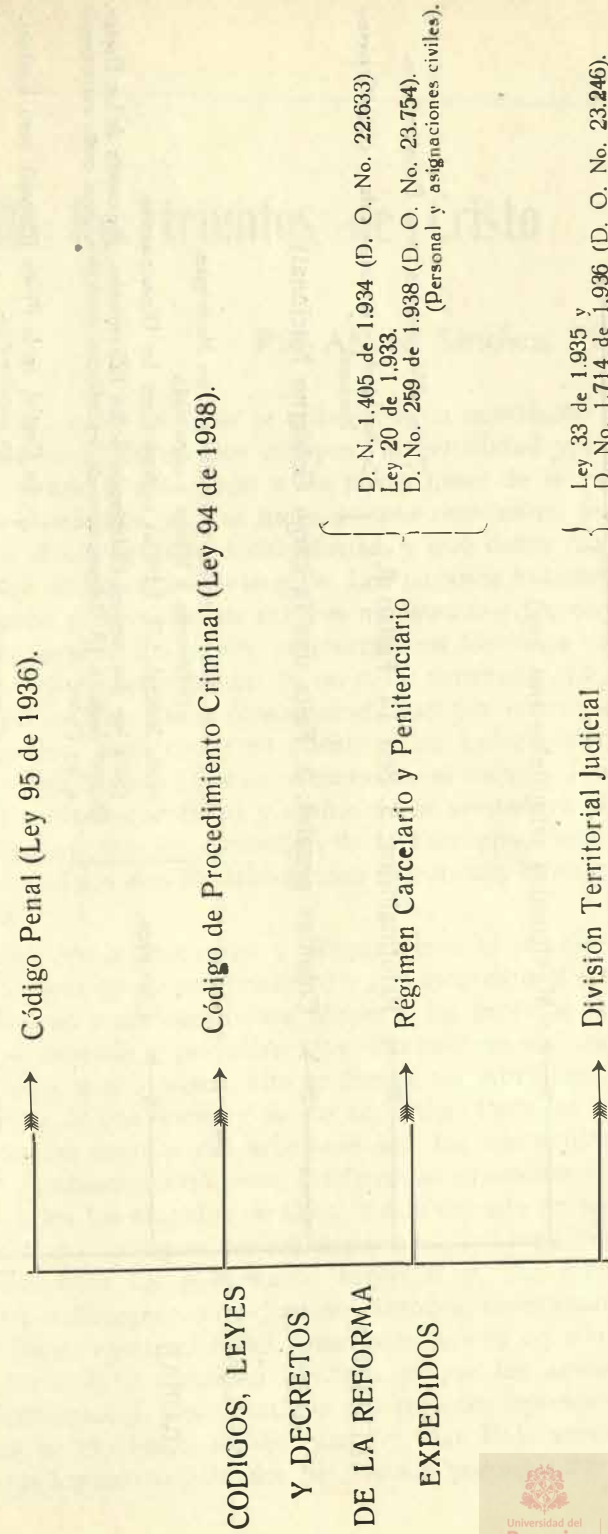 CODIGOS, LEYES
Y DECRETOS
DE LA REFORMA
EXPEDIDOS
Código Penal (Ley 95 de 1936).
Código de Procedimiento Criminal (Ley 94 de 1938).
Régimen Carcelario y Penitenciario
D. N. 1.405 de 1.934 (D. O. No. 22.633)
Ley 20 de 1.933.
D. No. 259 de 1.938 (D. O. No. 23.754).
(Personal y asignaciones civiles).
División Territorial Judicial
Ley 33 de 1.935 y
D. No. 1.714 de 1.936 (D. O. No. 23.246).
Universidad del